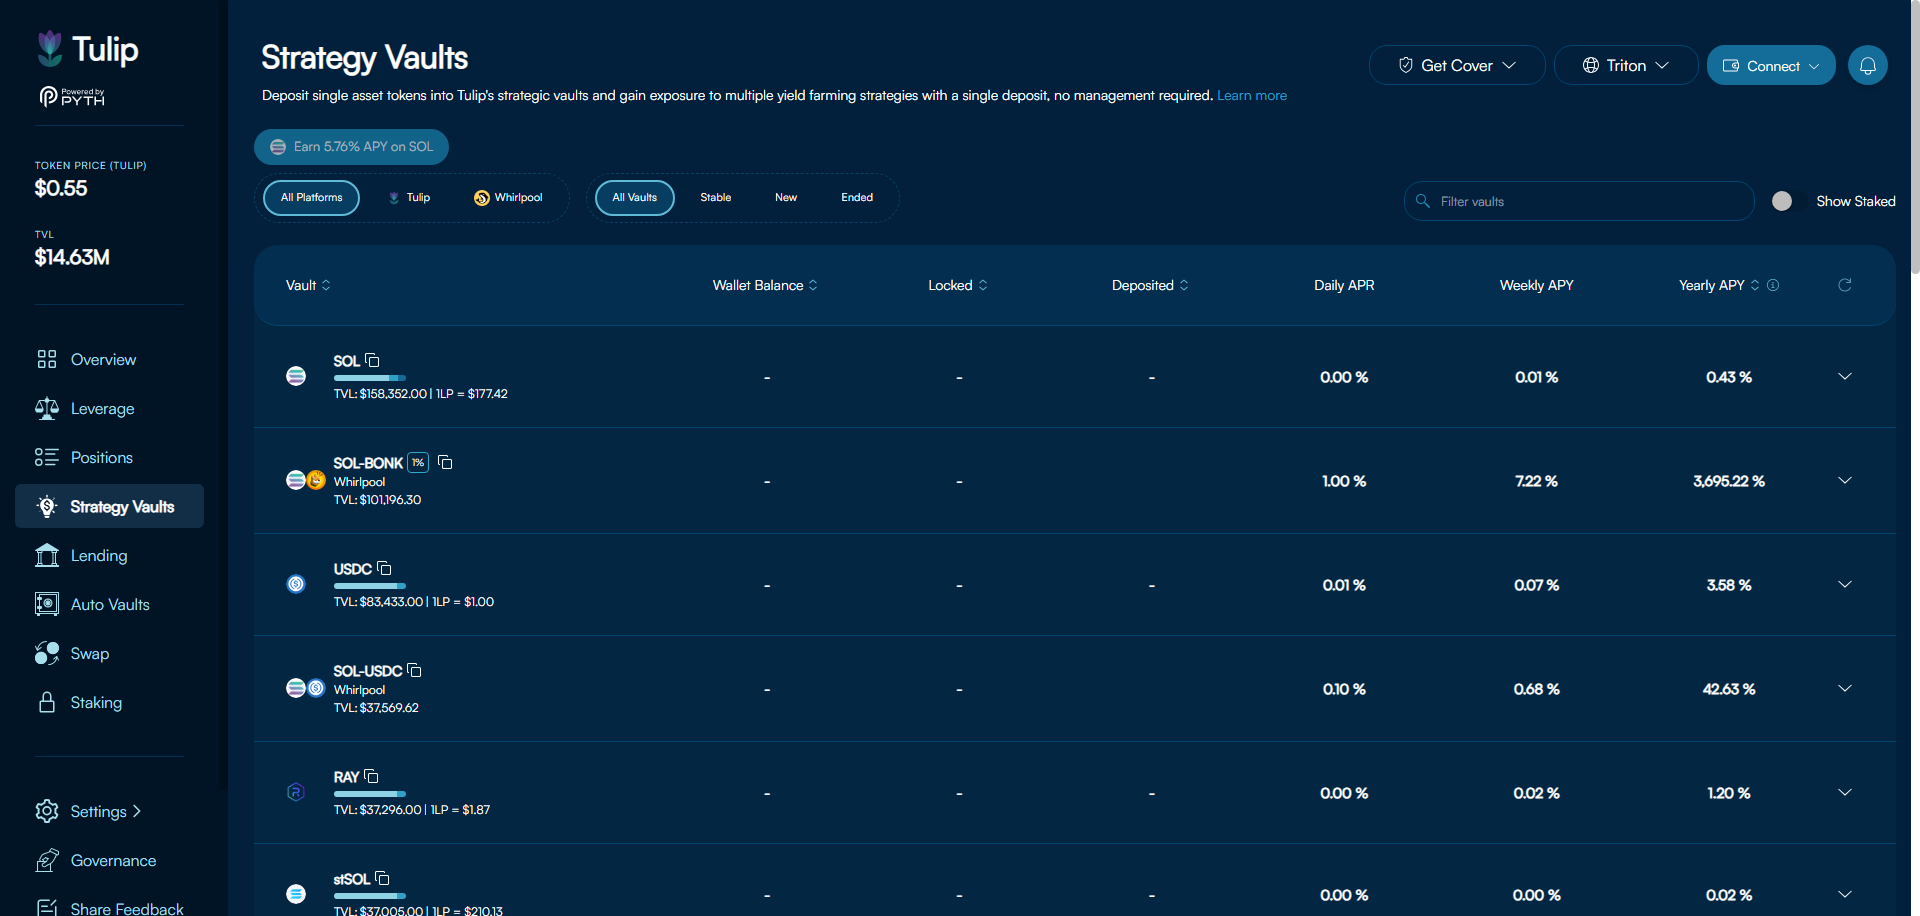 Tulip
Powered by
PYTH
TOKEN PRICE (TULIP)
$0.55
TVL
$14.63M
Overview
Leverage
Positions
Strategy Vaults
Lending
Auto Vaults
Swap
Staking
Settings
Governance
Share Feedback
Strategy Vaults
Deposit single asset tokens into Tulip's strategic vaults and gain exposure to multiple yield farming strategies with a single deposit, no management required. Learn more
Get Cover
Triton
Connect
Earn 5.76% APY on SOL
All Platforms Tulip Whirlpool
All Vaults Stable New Ended
Filter vaults
Show Staked
Vault Wallet Balance Locked Deposited Daily APR Weekly APY Yearly APY
SOL
TVL: $158,352.00 | 1LP = $177.42
- - - 0.00 % 0.01 % 0.43 %
SOL-BONK 1%
Whirlpool
TVL: $101,196.30
- - 1.00 % 7.22 % 3,695.22 %
USDC
TVL: $83,433.00 | 1LP = $1.00
- - - 0.01 % 0.07 % 3.58 %
SOL-USDC
Whirlpool
TVL: $37,569.62
- - 0.10 % 0.68 % 42.63 %
RAY
TVL: $37,296.00 | 1LP = $1.87
- - - 0.00 % 0.02 % 1.20 %
stSOL
TVL: $37,005.00 | 1LP = $210.13
- - - 0.00 % 0.00 % 0.02 %